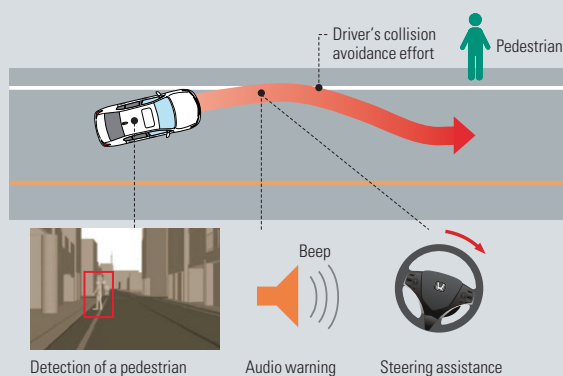 Driver's collision
avoidance effort
Pedestrian
Beep
Detection of a pedestrian
Audio warning
Steering assistance